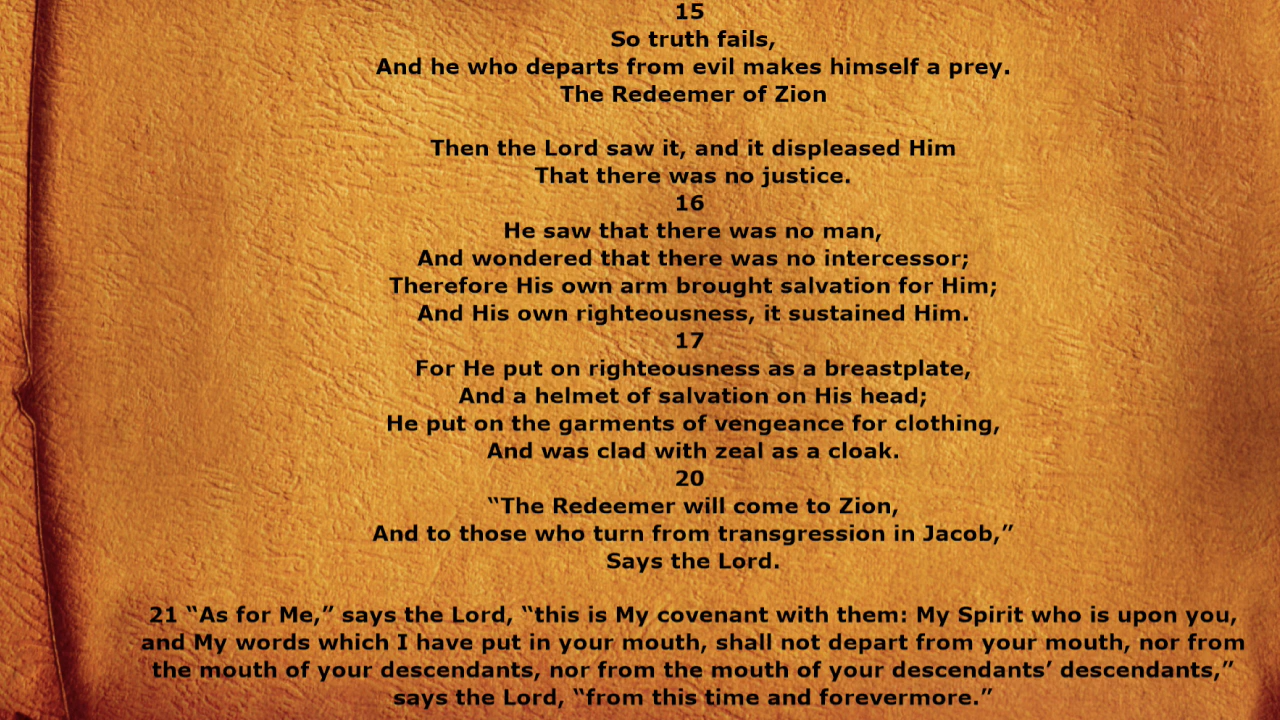 15
So truth fails,
And he who departs from evil makes himself a prey.
The Redeemer of Zion
Then the Lord saw it, and it displeased Him
That there was no justice.
16
He saw that there was no man,
And wondered that there was no intercessor;
Therefore His own arm brought salvation for Him;
And His own righteousness, it sustained Him.
17
For He put on righteousness as a breastplate,
And a helmet of salvation on His head;
He put on the garments of vengeance for clothing,
And was clad with zeal as a cloak.
20
“The Redeemer will come to Zion,
And to those who turn from transgression in Jacob,”
Says the Lord.
21 “As for Me,” says the Lord, “this is My covenant with them: My Spirit who is upon you,
and My words which I have put in your mouth, shall not depart from your mouth, nor from
the mouth of your descendants, nor from the mouth of your descendants’ descendants,”
says the Lord, “from this time and forevermore.”